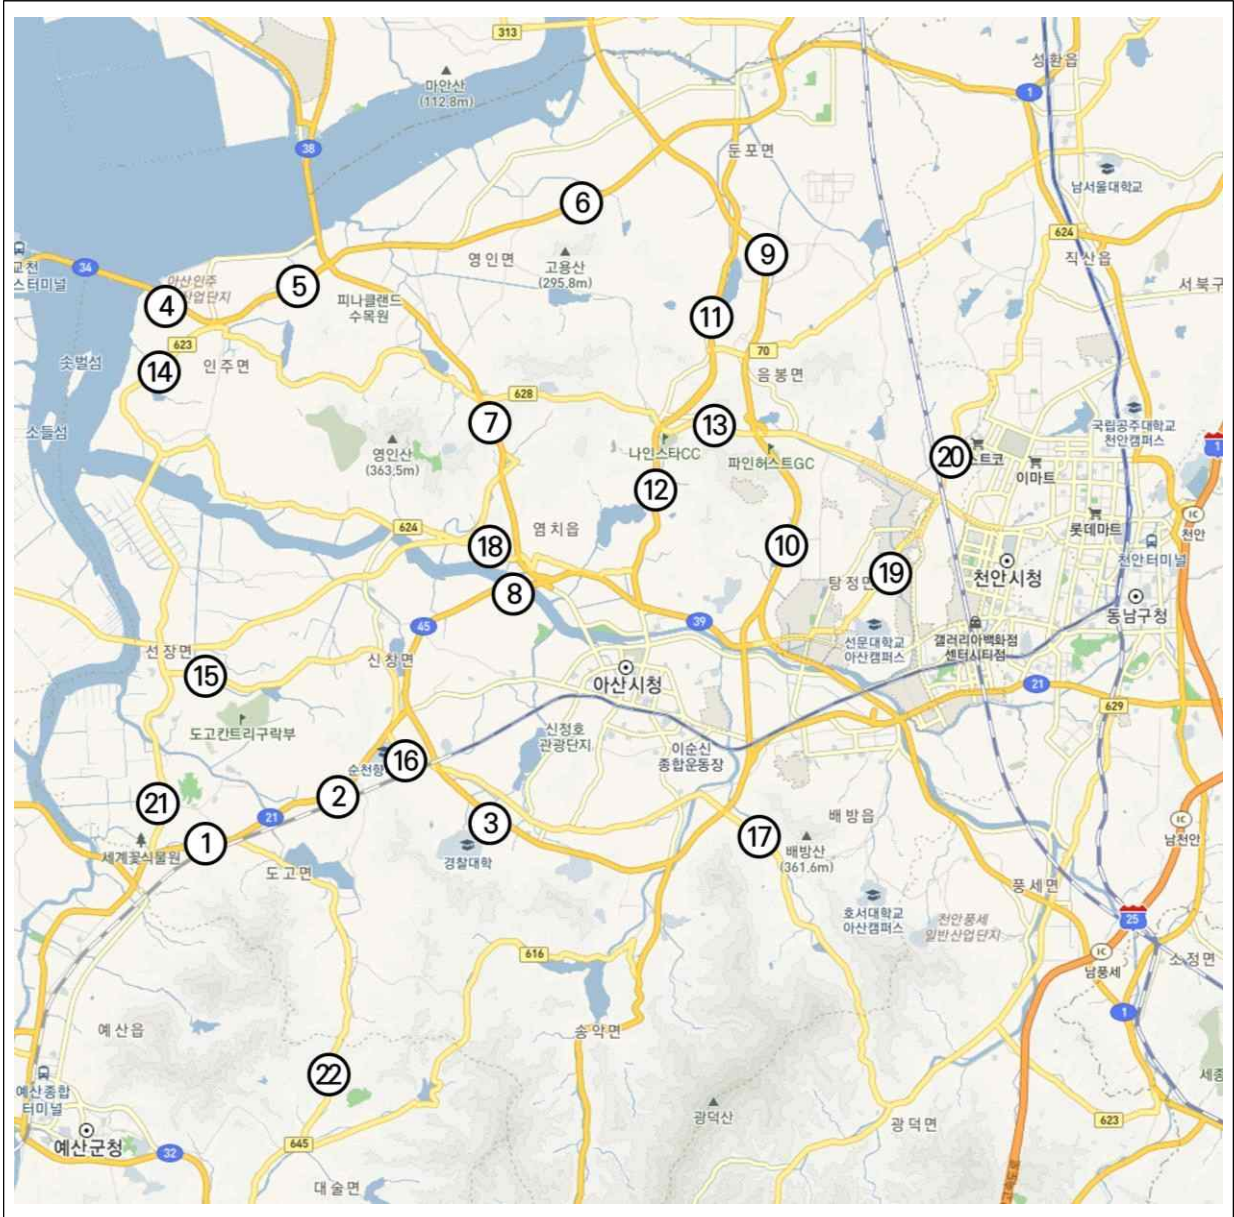 313
마안산
(112.8m)
성환읍
1
38
둔포면
남서울대학교
6
624
직산읍
교천
스터미널
34
아산인주
산업단지
5
영인면
고용산
(295.8m)
9
서북구
4
피나클랜드
수목원
11
623
14
인주면
솟벌섬
70
음봉면
628
7
13
소들섬
영인산
(363.5m)
나인스타CC
파인허스트GC
국립공주대학교
천안캠퍼스
1
20
스트코
이마트
12
롯데마트
IC
천안
624
18
염치읍
10
천안터미널
8
탕정면
19
천안시청
동남구청
45
39
선문대학교
아산캠퍼스
갤러리아백화점
센터시티점
선장면
신창면
15
아산시청
21
629
도고칸트리구락부
신정호
관광단지
이순신
종합운동장
순천향
16
21
2
21
3
배방읍
IC
남천안
1
세계꽃식물원
경찰대학
17
배방산
(361.6m)
도고면
풍세면
호서대학교
아산캠퍼스
천안풍세
일반산업단지
25
616
IC
남풍세
소정면
예산읍
송악면
1
22
예산종합
터미널
세종
광덕산
광덕면
623
예산군청
32
645
대술면